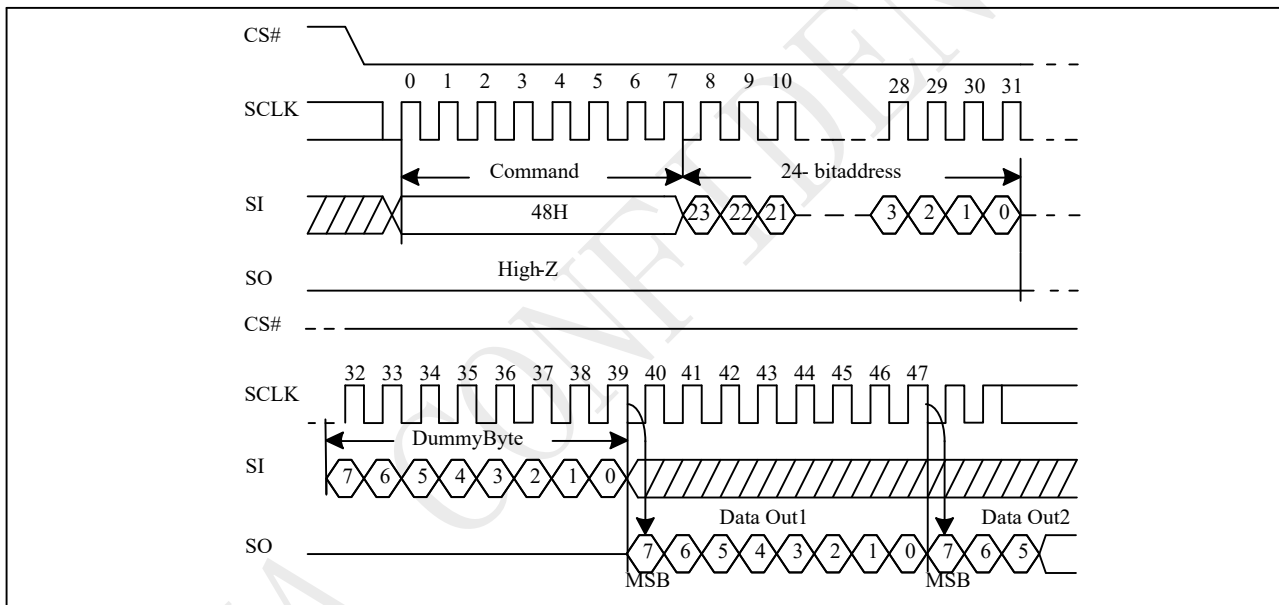 CS#
0 1 2 3 4 5 6 7 8 9 10 28 29 30 31
SCLK
Command 24- bitaddress
SI 48H 23 22 21 3 2 1 0
High-Z
SO
CS#
32 33 34 35 36 37 38 39 40 41 42 43 44 45 46 47
SCLK
DummyByte
SI 7 6 5 4 3 2 1 0
Data Out1 Data Out2
SO 7 6 5 4 3 2 1 0 7 6 5
MSB MSB